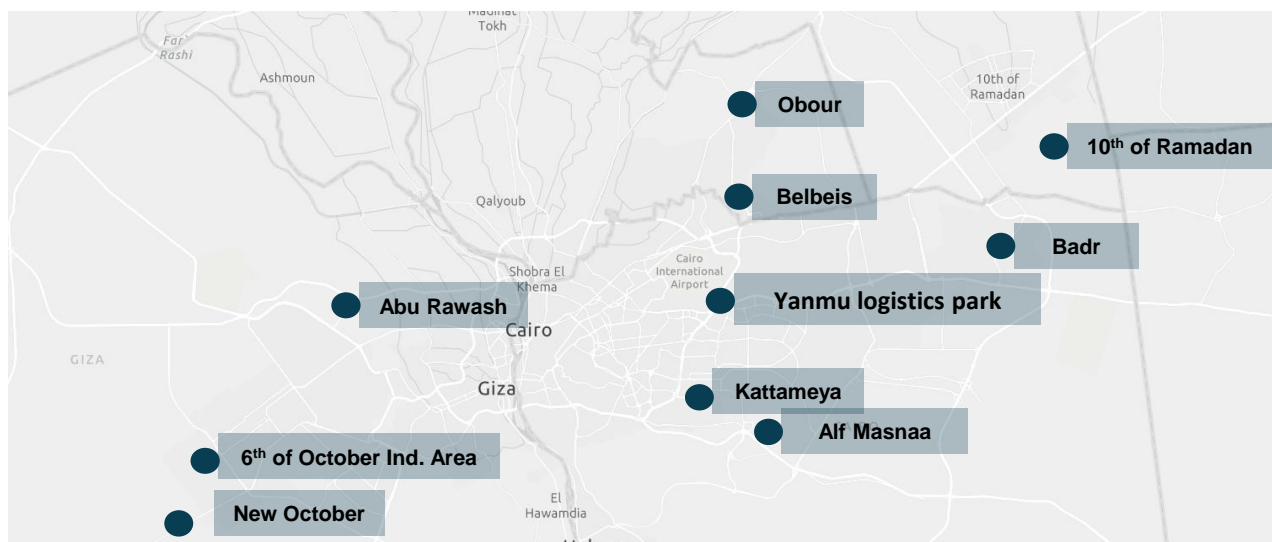 Madinat
Tokh
Far`
Rashi
Ashmoun
10th of
Ramadan
Obour
10th of Ramadan
Belbeis
Qalyoub
Badr
Cairo
International
Airport
Shobra El
Khema
Abu Rawash
Yanmu logistics park
Cairo
GIZA
Giza
Kattameya
Alf Masnaa
6th of October Ind. Area
New October
El
Hawamdia